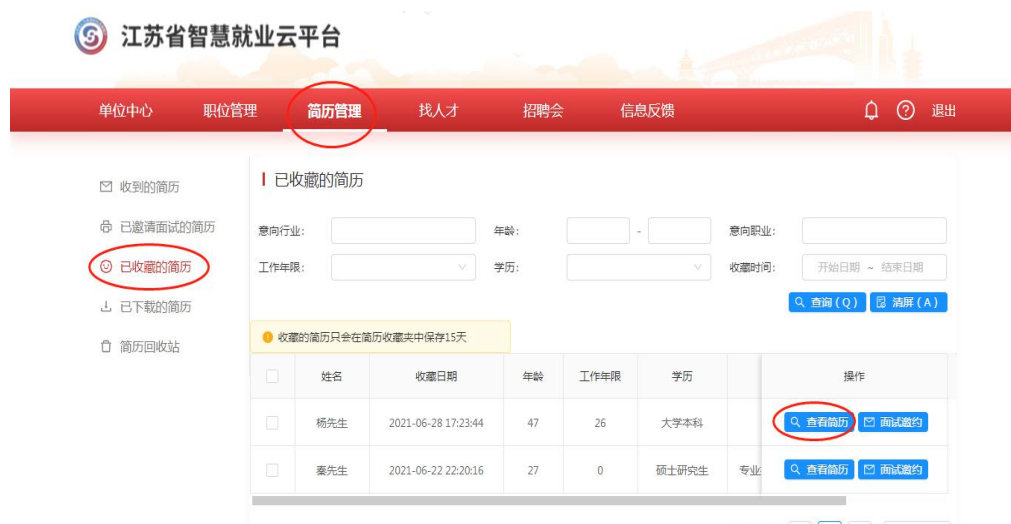 江苏省智慧就业云平台
单位中心 职位管理 简历管理 找人才 招聘会 信息反馈 退出
收到的简历
已邀请面试的简历
已收藏的简历
已下载的简历
简历回收站
已收藏的简历
意向行业: 年龄: - 意向职业:
工作年限: 学历: 收藏时间: 开始日期 ~ 结束日期
查询(Q) 清屏(A)
收藏的简历只会在简历收藏夹中保存15天
姓名 收藏日期 年龄 工作年限 学历 操作
杨先生 2021-06-28 17:23:44 47 26 大学本科 查看简历 面试邀约
秦先生 2021-06-22 22:20:16 27 0 硕士研究生 专业 查看简历 面试邀约